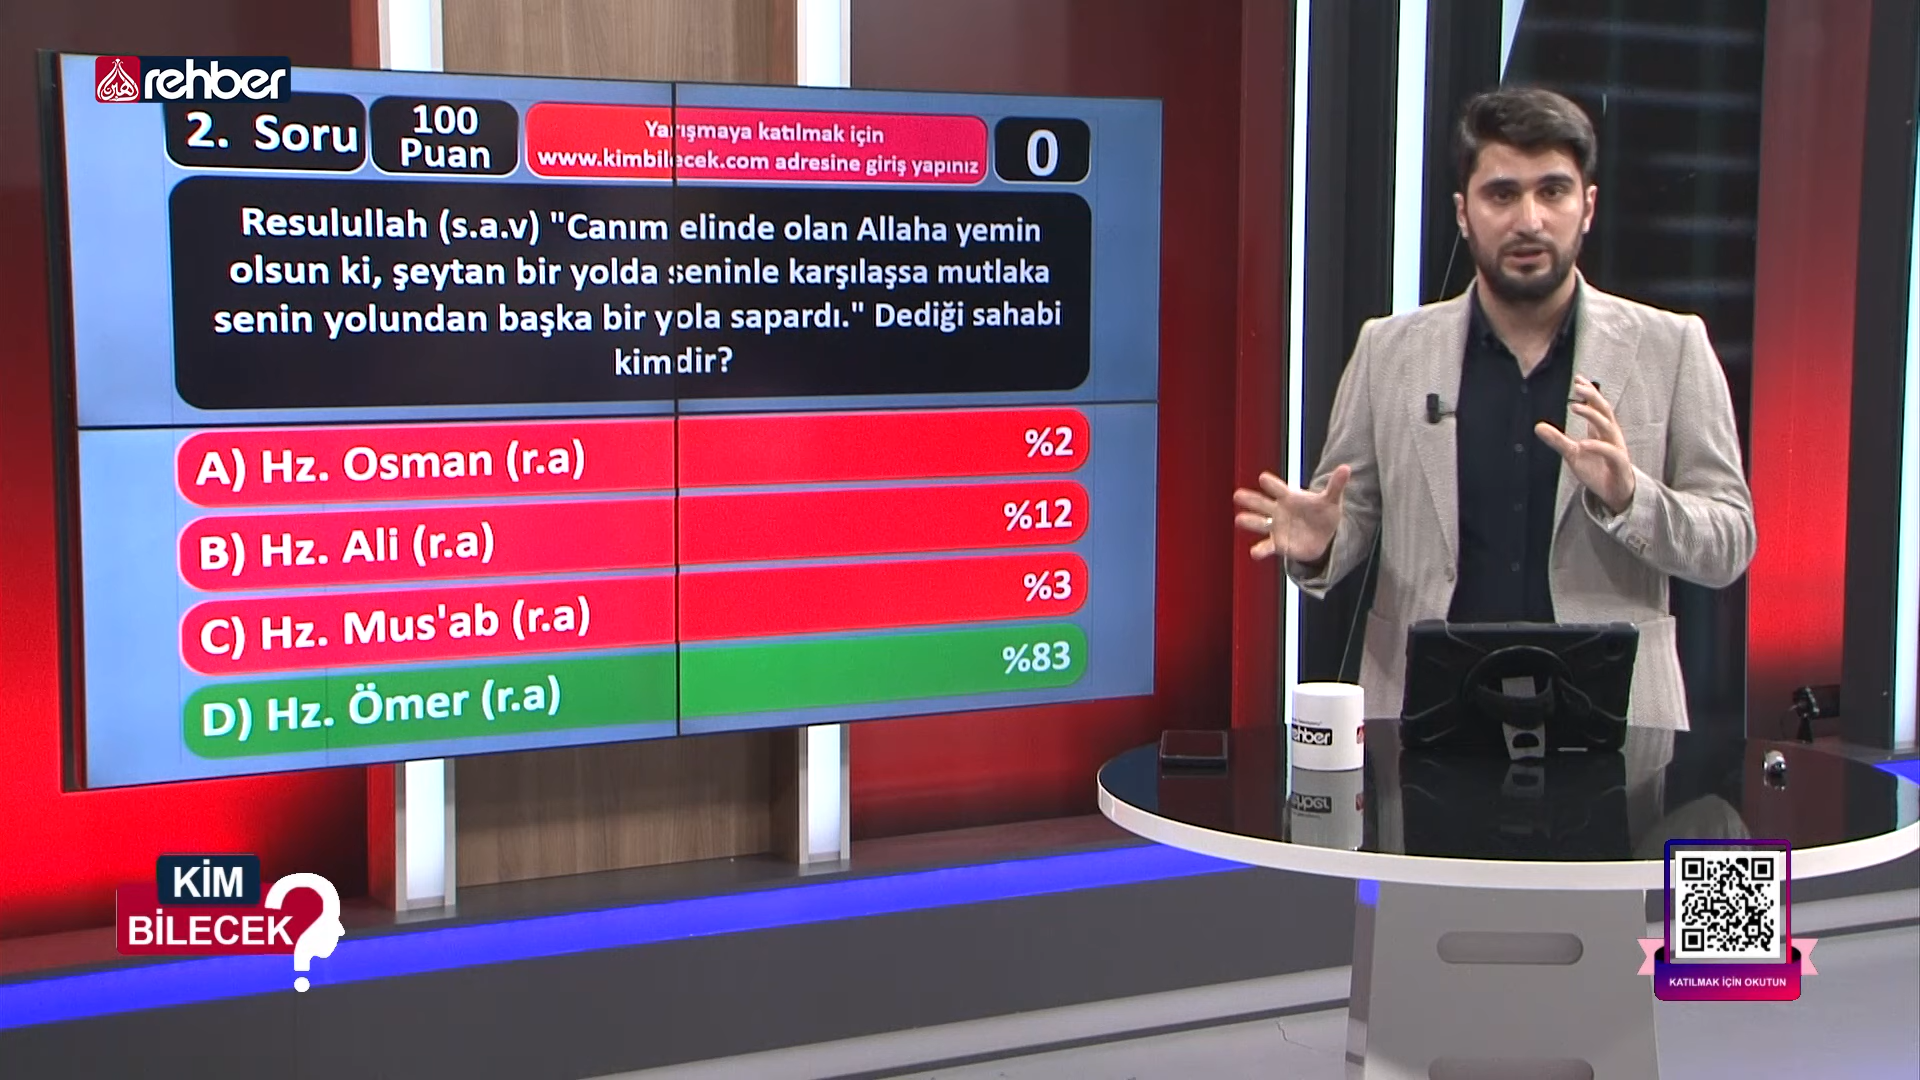 rehber
2. Soru
100
Puan
Yarışmaya katılmak için
www.kimbilecek.com adresine giriş yapınız
0
Resulullah (s.a.v) "Canım elinde olan Allaha yemin
olsun ki, şeytan bir yolda seninle karşılaşsa mutlaka
senin yolundan başka bir yola sapardı." Dediği sahabi
kimdir?
A) Hz. Osman (r.a) %2
B) Hz. Ali (r.a) %12
C) Hz. Mus'ab (r.a) %3
D) Hz. Ömer (r.a) %83
rehber
KİM
BİLECEK?
KATILMAK İÇİN OKUTUN